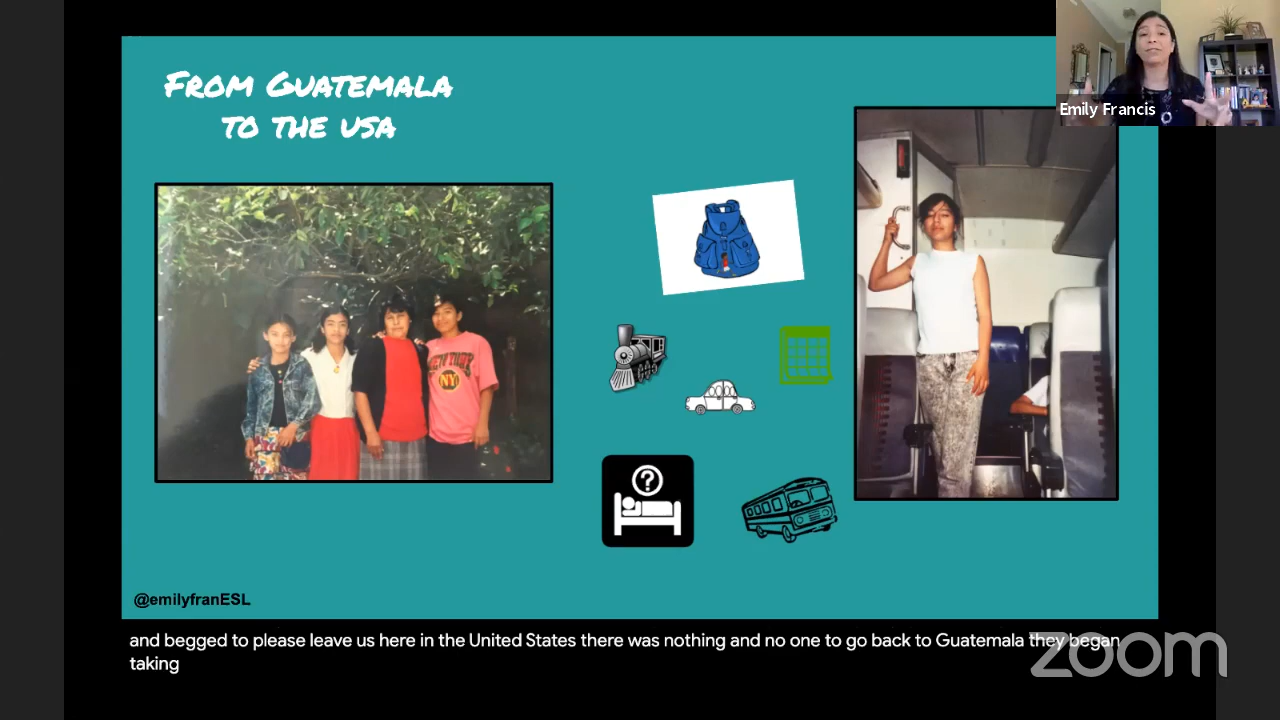 FROM GUATEMALA
TO THE USA
Emily Francis
NEW YORK
NY
?
@emilyfranESL
and begged to please leave us here in the United States there was nothing and no one to go back to Guatemala they began
taking
zoom